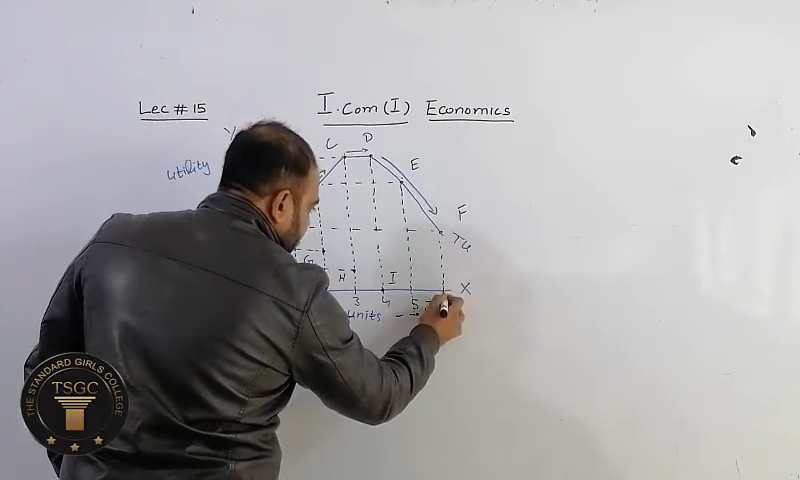 Lec # 15 I.Com (I) Economics
Y
C D
utility
E
F
TU
G
H I
X
3 4 5
units
THE STANDARD GIRLS COLLEGE
TSGC